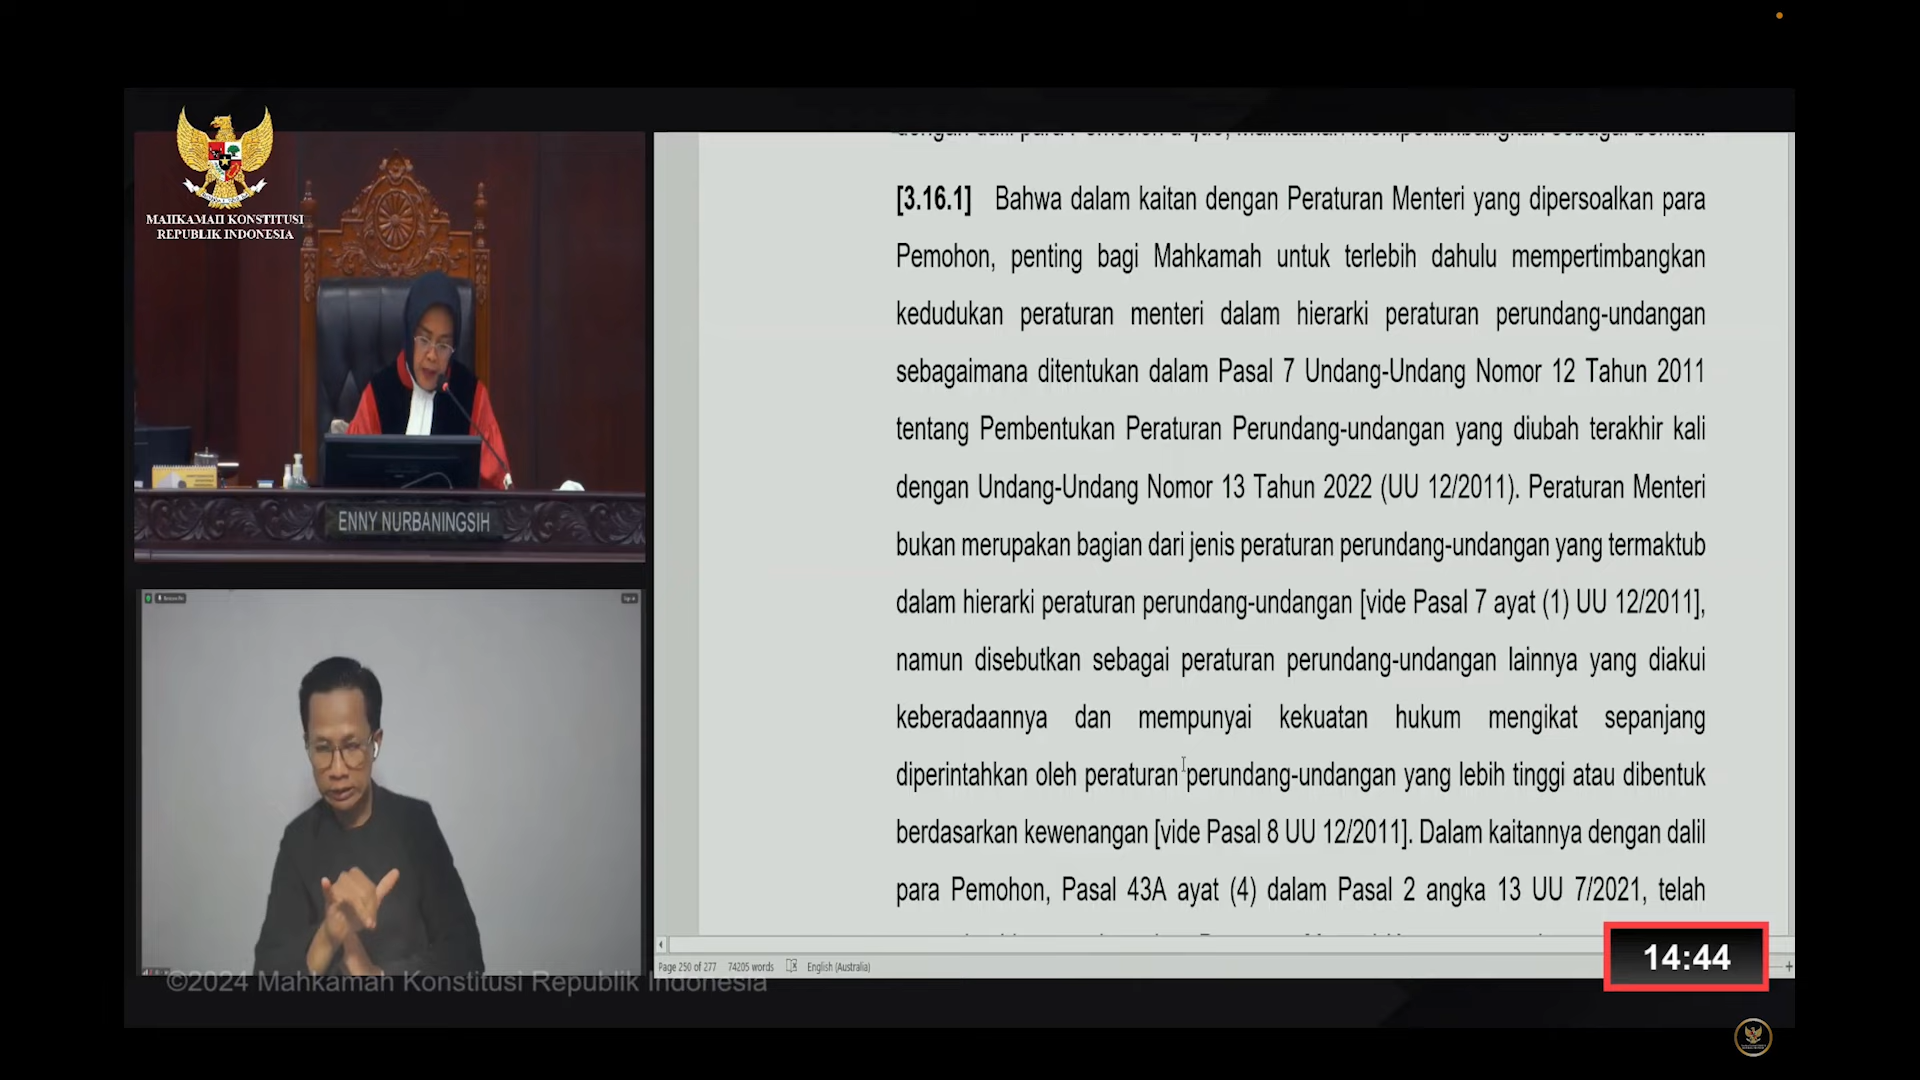 MAHKAMAH KONSTITUSI
REPUBLIK INDONESIA
ENNY NURBANINGSIH
[3.16.1] Bahwa dalam kaitan dengan Peraturan Menteri yang dipersoalkan para
Pemohon, penting bagi Mahkamah untuk terlebih dahulu mempertimbangkan
kedudukan peraturan menteri dalam hierarki peraturan perundang-undangan
sebagaimana ditentukan dalam Pasal 7 Undang-Undang Nomor 12 Tahun 2011
tentang Pembentukan Peraturan Perundang-undangan yang diubah terakhir kali
dengan Undang-Undang Nomor 13 Tahun 2022 (UU 12/2011). Peraturan Menteri
bukan merupakan bagian dari jenis peraturan perundang-undangan yang termaktub
dalam hierarki peraturan perundang-undangan [vide Pasal 7 ayat (1) UU 12/2011],
namun disebutkan sebagai peraturan perundang-undangan lainnya yang diakui
keberadaannya dan mempunyai kekuatan hukum mengikat sepanjang
diperintahkan oleh peraturan perundang-undangan yang lebih tinggi atau dibentuk
berdasarkan kewenangan [vide Pasal 8 UU 12/2011]. Dalam kaitannya dengan dalil
para Pemohon, Pasal 43A ayat (4) dalam Pasal 2 angka 13 UU 7/2021, telah
Page 250 of 277 74205 words English (Australia)
14:44
©2024 Mahkamah Konstitusi Republik Indonesia